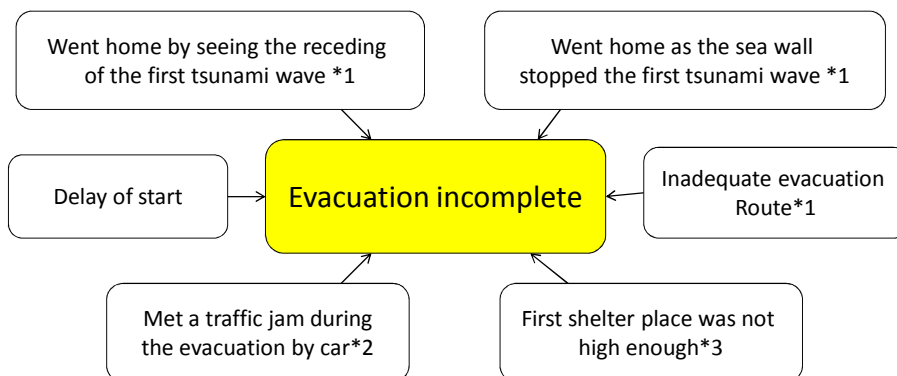 Went home by seeing the receding
of the first tsunami wave *1
Went home as the sea wall
stopped the first tsunami wave *1
Delay of start
Evacuation incomplete
Inadequate evacuation
Route*1
Met a traffic jam during
the evacuation by car*2
First shelter place was not
high enough*3